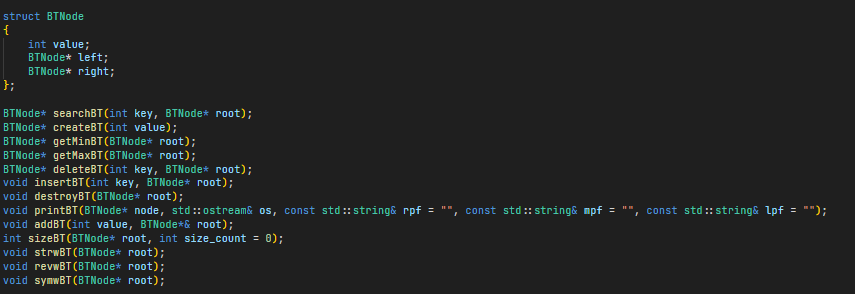 struct BTNode
{
    int value;
    BTNode* left;
    BTNode* right;
};

BTNode* searchBT(int key, BTNode* root);
BTNode* createBT(int value);
BTNode* getMinBT(BTNode* root);
BTNode* getMaxBT(BTNode* root);
BTNode* deleteBT(int key, BTNode* root);
void insertBT(int key, BTNode* root);
void destroyBT(BTNode* root);
void printBT(BTNode* node, std::ostream& os, const std::string& rpf = "", const std::string& mpf = "", const std::string& lpf = "");
void addBT(int value, BTNode*& root);
int sizeBT(BTNode* root, int size_count = 0);
void strwBT(BTNode* root);
void revwBT(BTNode* root);
void symwBT(BTNode* root);